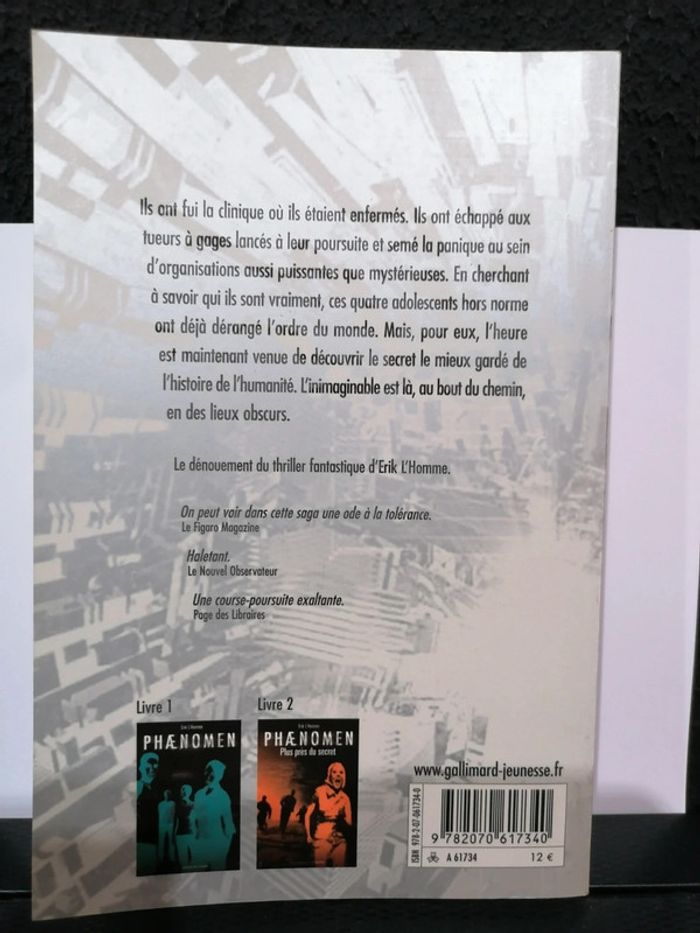 Ils ont fui la clinique où ils étaient enfermés. Ils ont échappé aux
tueurs à gages lancés à leur poursuite et semé la panique au sein
d'organisations aussi puissantes que mystérieuses. En cherchant
à savoir qui ils sont vraiment, ces quatre adolescents hors norme
ont déjà dérangé l'ordre du monde. Mais, pour eux, l'heure
est maintenant venue de découvrir le secret le mieux gardé de
l'histoire de l'humanité. L'inimaginable est là, au bout du chemin,
en des lieux obscurs.
Le dénouement du thriller fantastique d'Erik L'Homme.
On peut voir dans cette saga une ode à la tolérance.
Le Figaro Magazine
Haletant.
Le Nouvel Observateur
Une course-poursuite exaltante.
Page des Libraires
Livre 1
Erik L'Homme
PHÆNOMEN
Livre 2
Erik L'Homme
PHÆNOMEN
Plus près du secret
www.gallimard-jeunesse.fr
ISBN 978-2-07-061734-0
9 782070 617340
A 61734
12 €